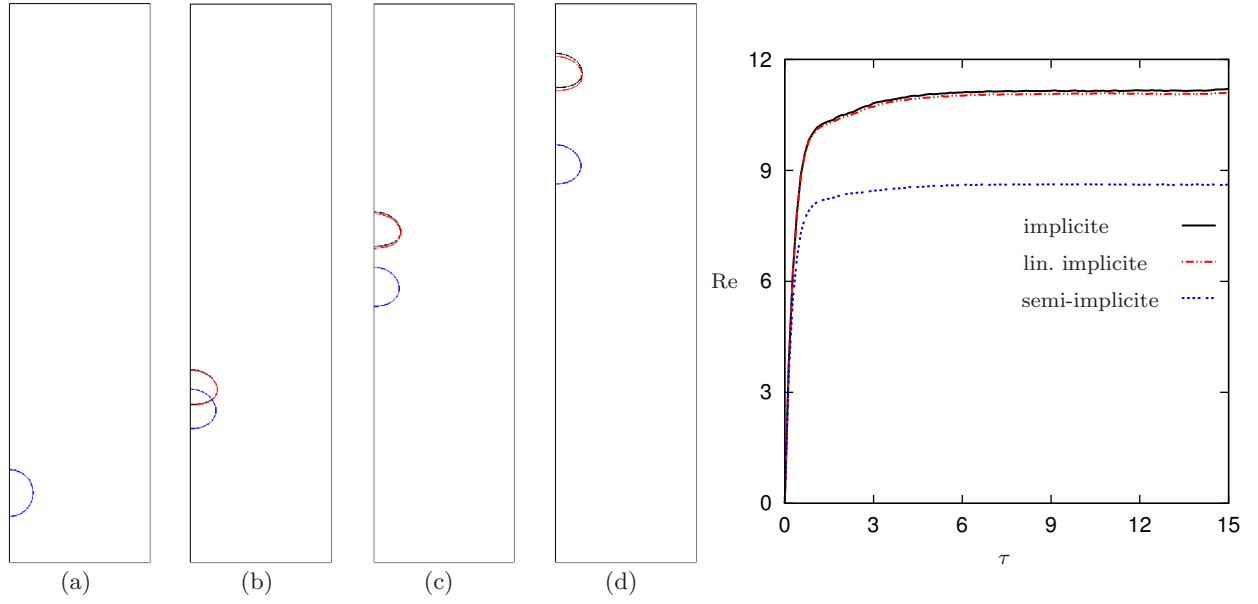 (a)
(b)
(c)
(d)
12
9
6
3
0
Re
implicite
lin. implicite
semi-implicite
0 3 6 9 12 15
τ